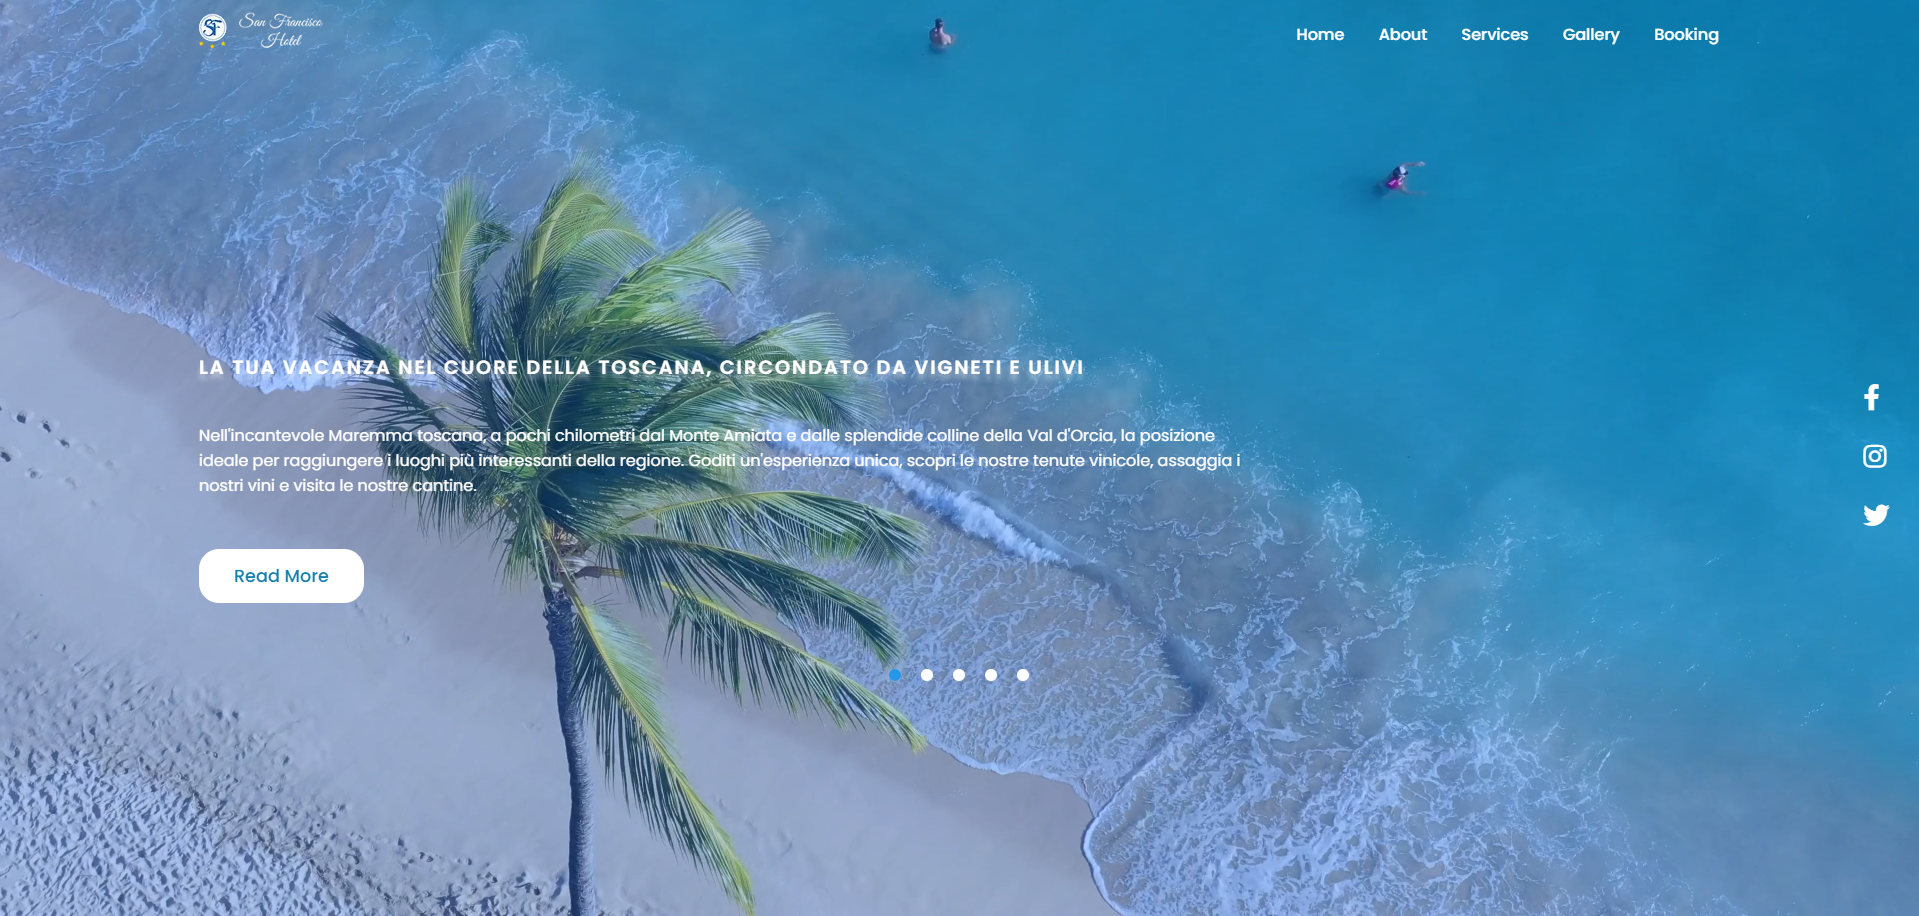 SF
San Francisco
Hotel
Home About Services Gallery Booking
LA TUA VACANZA NEL CUORE DELLA TOSCANA, CIRCONDATO DA VIGNETI E ULIVI
Nell'incantevole Maremma toscana, a pochi chilometri dal Monte Amiata e dalle splendide colline della Val d'Orcia, la posizione
ideale per raggiungere i luoghi più interessanti della regione. Goditi un'esperienza unica, scopri le nostre tenute vinicole, assaggia i
nostri vini e visita le nostre cantine.
Read More